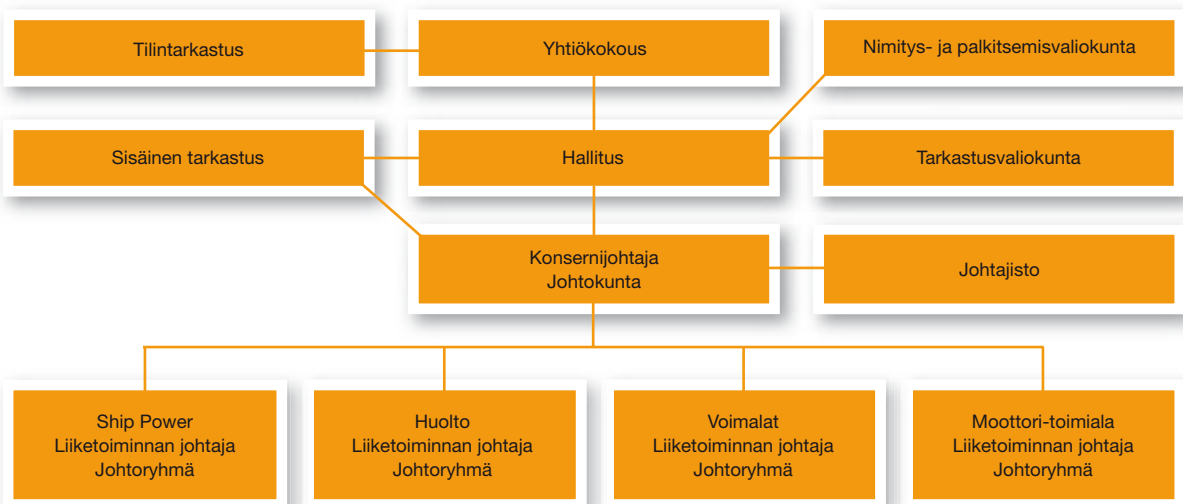 Tilintarkastus
Yhtiökokous
Nimitys- ja palkitsemisvaliokunta
Sisäinen tarkastus
Hallitus
Tarkastusvaliokunta
Konsernijohtaja
Johtokunta
Johtajisto
Ship Power
Liiketoiminnan johtaja
Johtoryhmä
Huolto
Liiketoiminnan johtaja
Johtoryhmä
Voimalat
Liiketoiminnan johtaja
Johtoryhmä
Moottori-toimiala
Liiketoiminnan johtaja
Johtoryhmä